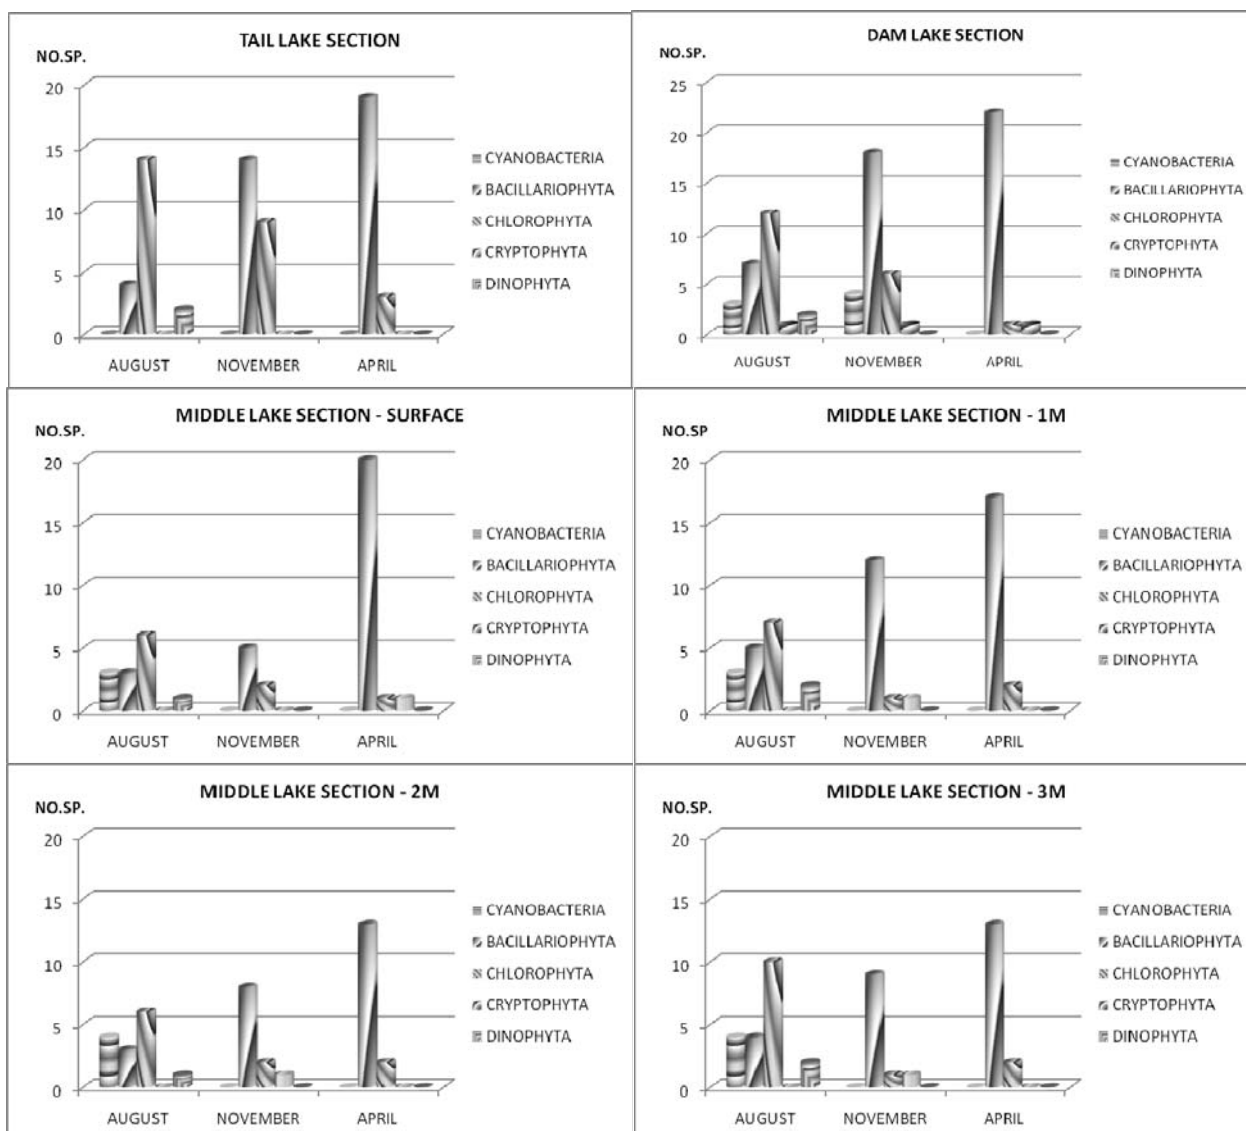 TAIL LAKE SECTION
NO.SP.
20
15
10
5
0
AUGUST NOVEMBER APRIL
CYANOBACTERIA
BACILLARIOPHYTA
CHLOROPHYTA
CRYPTOPHYTA
DINOPHYTA
DAM LAKE SECTION
NO.SP.
25
20
15
10
5
0
AUGUST NOVEMBER APRIL
CYANOBACTERIA
BACILLARIOPHYTA
CHLOROPHYTA
CRYPTOPHYTA
DINOPHYTA
MIDDLE LAKE SECTION - SURFACE
NO.SP.
20
15
10
5
0
AUGUST NOVEMBER APRIL
CYANOBACTERIA
BACILLARIOPHYTA
CHLOROPHYTA
CRYPTOPHYTA
DINOPHYTA
MIDDLE LAKE SECTION - 1M
NO.SP
20
15
10
5
0
AUGUST NOVEMBER APRIL
CYANOBACTERIA
BACILLARIOPHYTA
CHLOROPHYTA
CRYPTOPHYTA
DINOPHYTA
MIDDLE LAKE SECTION - 2M
NO.SP.
20
15
10
5
0
AUGUST NOVEMBER APRIL
CYANOBACTERIA
BACILLARIOPHYTA
CHLOROPHYTA
CRYPTOPHYTA
DINOPHYTA
MIDDLE LAKE SECTION - 3M
NO.SP.
20
15
10
5
0
AUGUST NOVEMBER APRIL
CYANOBACTERIA
BACILLARIOPHYTA
CHLOROPHYTA
CRYPTOPHYTA
DINOPHYTA